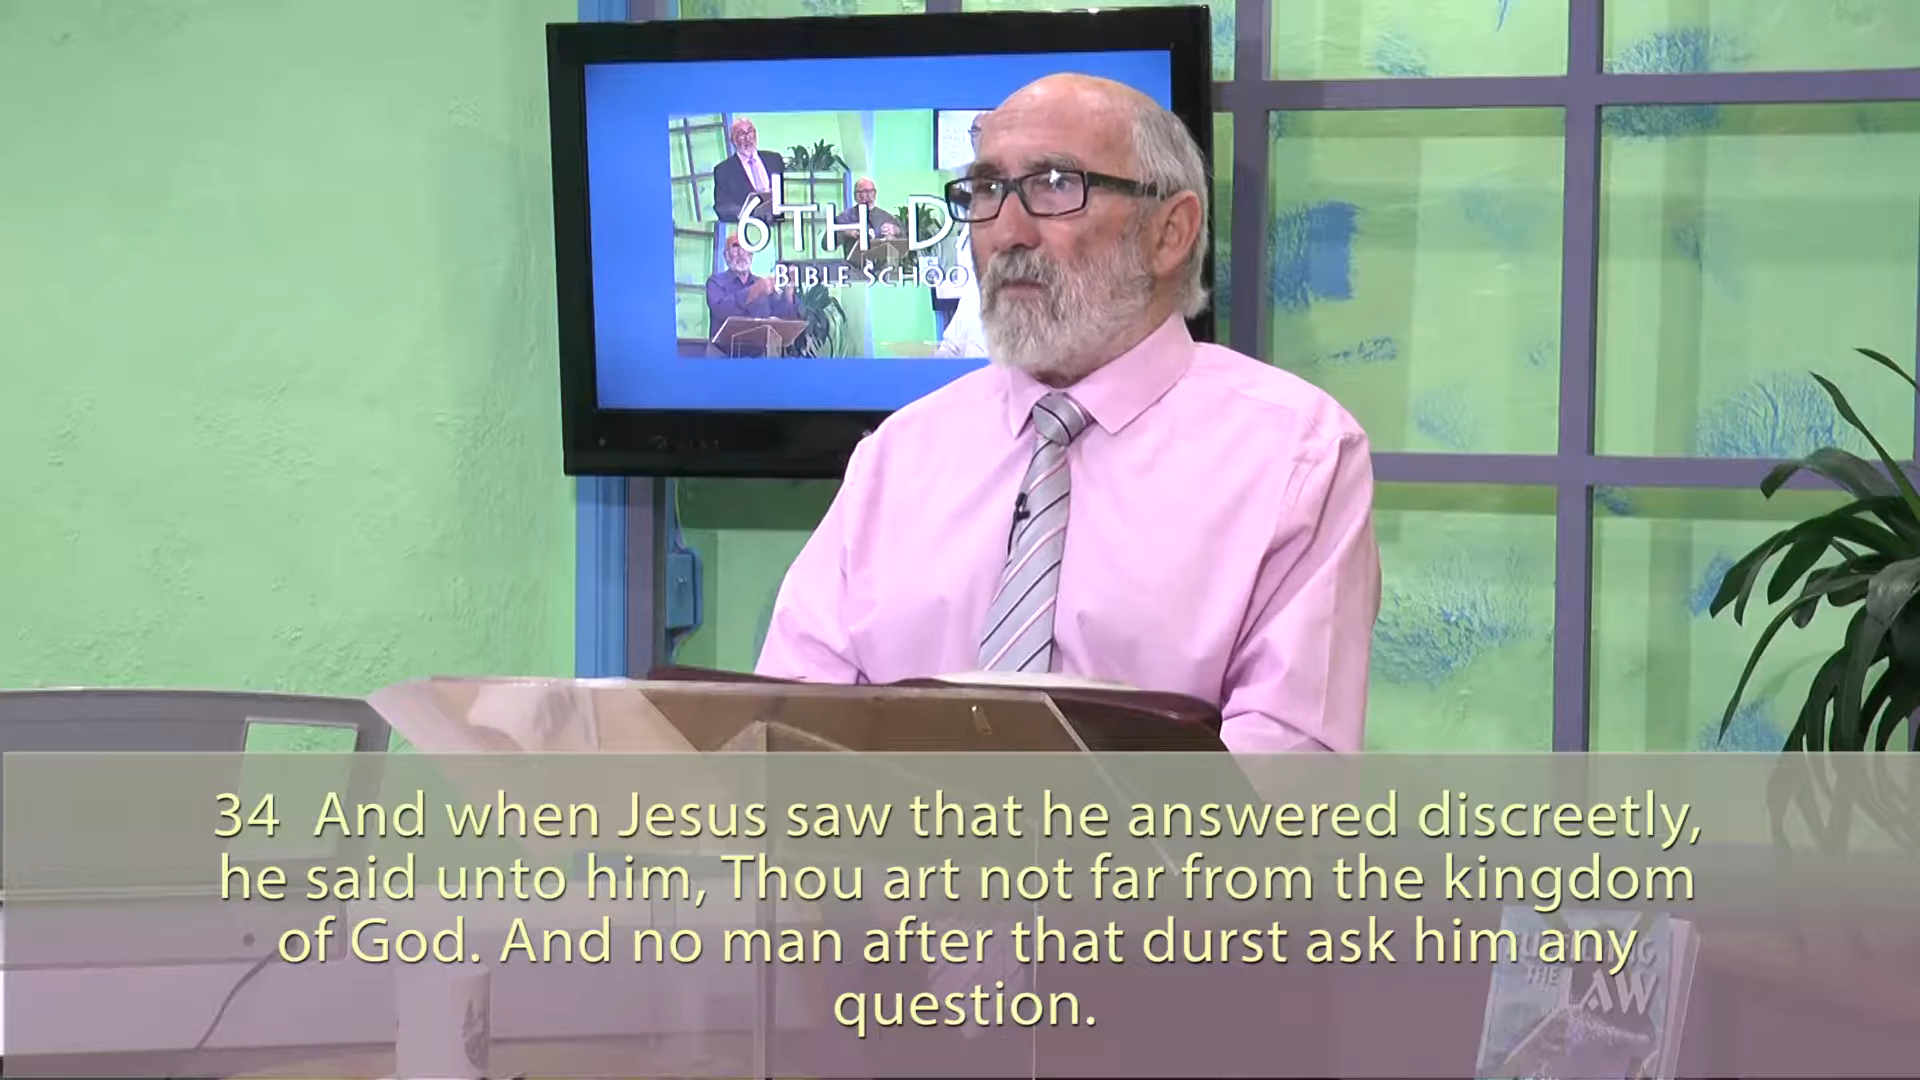 6TH DA
BIBLE SCHOO
34 And when Jesus saw that he answered discreetly,
he said unto him, Thou art not far from the kingdom
of God. And no man after that durst ask him any
question.
THE
LAW